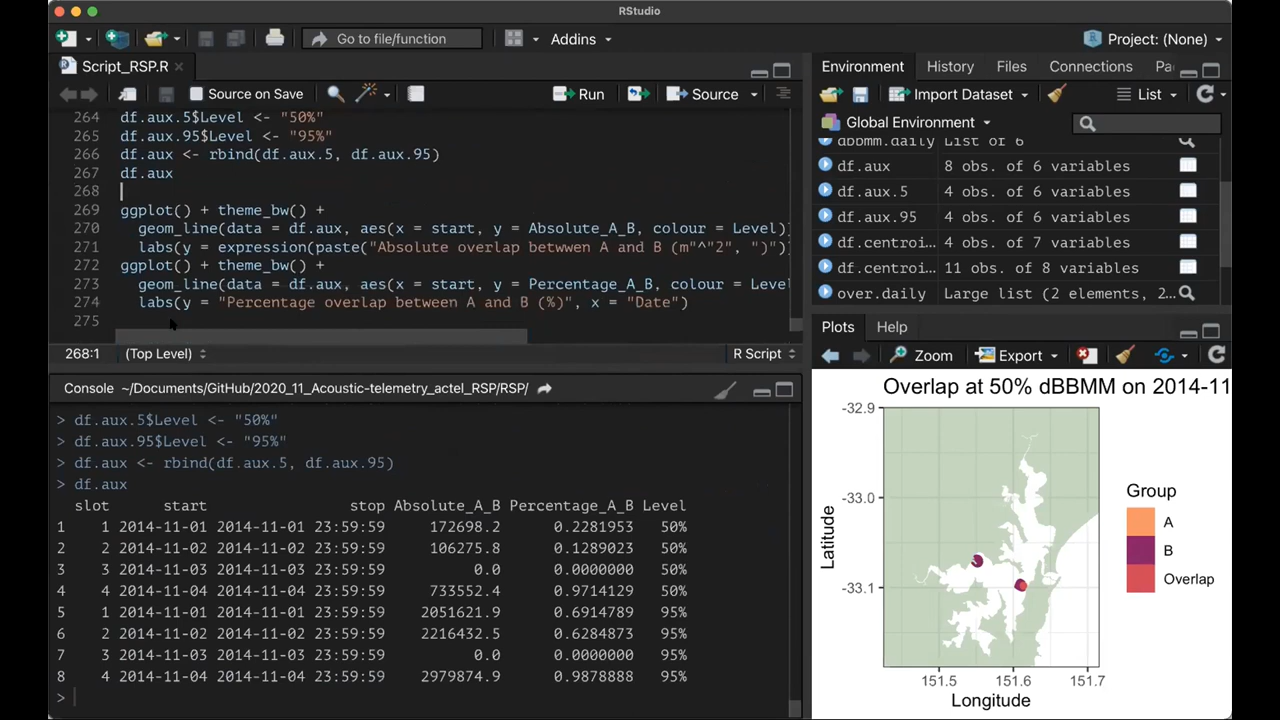 RStudio
Go to file/function
Addins
Project: (None)
Script_RSP.R
Source on Save
Run
Source
264 df.aux.5$Level <- "50%"
265 df.aux.95$Level <- "95%"
266 df.aux <- rbind(df.aux.5, df.aux.95)
267 df.aux
268
269 ggplot() + theme_bw() +
270 geom_line(data = df.aux, aes(x = start, y = Absolute_A_B, colour = Level))
271 labs(y = expression(paste("Absolute overlap betwwen A and B (m"^"2", ")"))
272 ggplot() + theme_bw() +
273 geom_line(data = df.aux, aes(x = start, y = Percentage_A_B, colour = Leve
274 labs(y = "Percentage overlap between A and B (%)", x = "Date")
275
268:1 (Top Level) R Script
Console ~/Documents/GitHub/2020_11_Acoustic-telemetry_actel_RSP/RSP/
> df.aux.5$Level <- "50%"
> df.aux.95$Level <- "95%"
> df.aux <- rbind(df.aux.5, df.aux.95)
> df.aux
slot start stop Absolute_A_B Percentage_A_B Level
1 1 2014-11-01 2014-11-01 23:59:59 172698.2 0.2281953 50%
2 2 2014-11-02 2014-11-02 23:59:59 106275.8 0.1289023 50%
3 3 2014-11-03 2014-11-03 23:59:59 0.0 0.0000000 50%
4 4 2014-11-04 2014-11-04 23:59:59 733552.4 0.9714129 50%
5 1 2014-11-01 2014-11-01 23:59:59 2051621.9 0.6914789 95%
6 2 2014-11-02 2014-11-02 23:59:59 2216432.5 0.6284873 95%
7 3 2014-11-03 2014-11-03 23:59:59 0.0 0.0000000 95%
8 4 2014-11-04 2014-11-04 23:59:59 2979874.9 0.9878888 95%
>
Environment History Files Connections Pa
Import Dataset
List
Global Environment
dbbmm.daily List of 6
df.aux 8 obs. of 6 variables
df.aux.5 4 obs. of 6 variables
df.aux.95 4 obs. of 6 variables
df.centroi… 4 obs. of 7 variables
df.centroi… 11 obs. of 8 variables
over.daily Large list (2 elements, 2…
Plots Help
Zoom
Export
Overlap at 50% dBBMM on 2014-11
-32.9
-33.0
-33.1
Latitude
151.5 151.6 151.7
Longitude
Group
A
B
Overlap